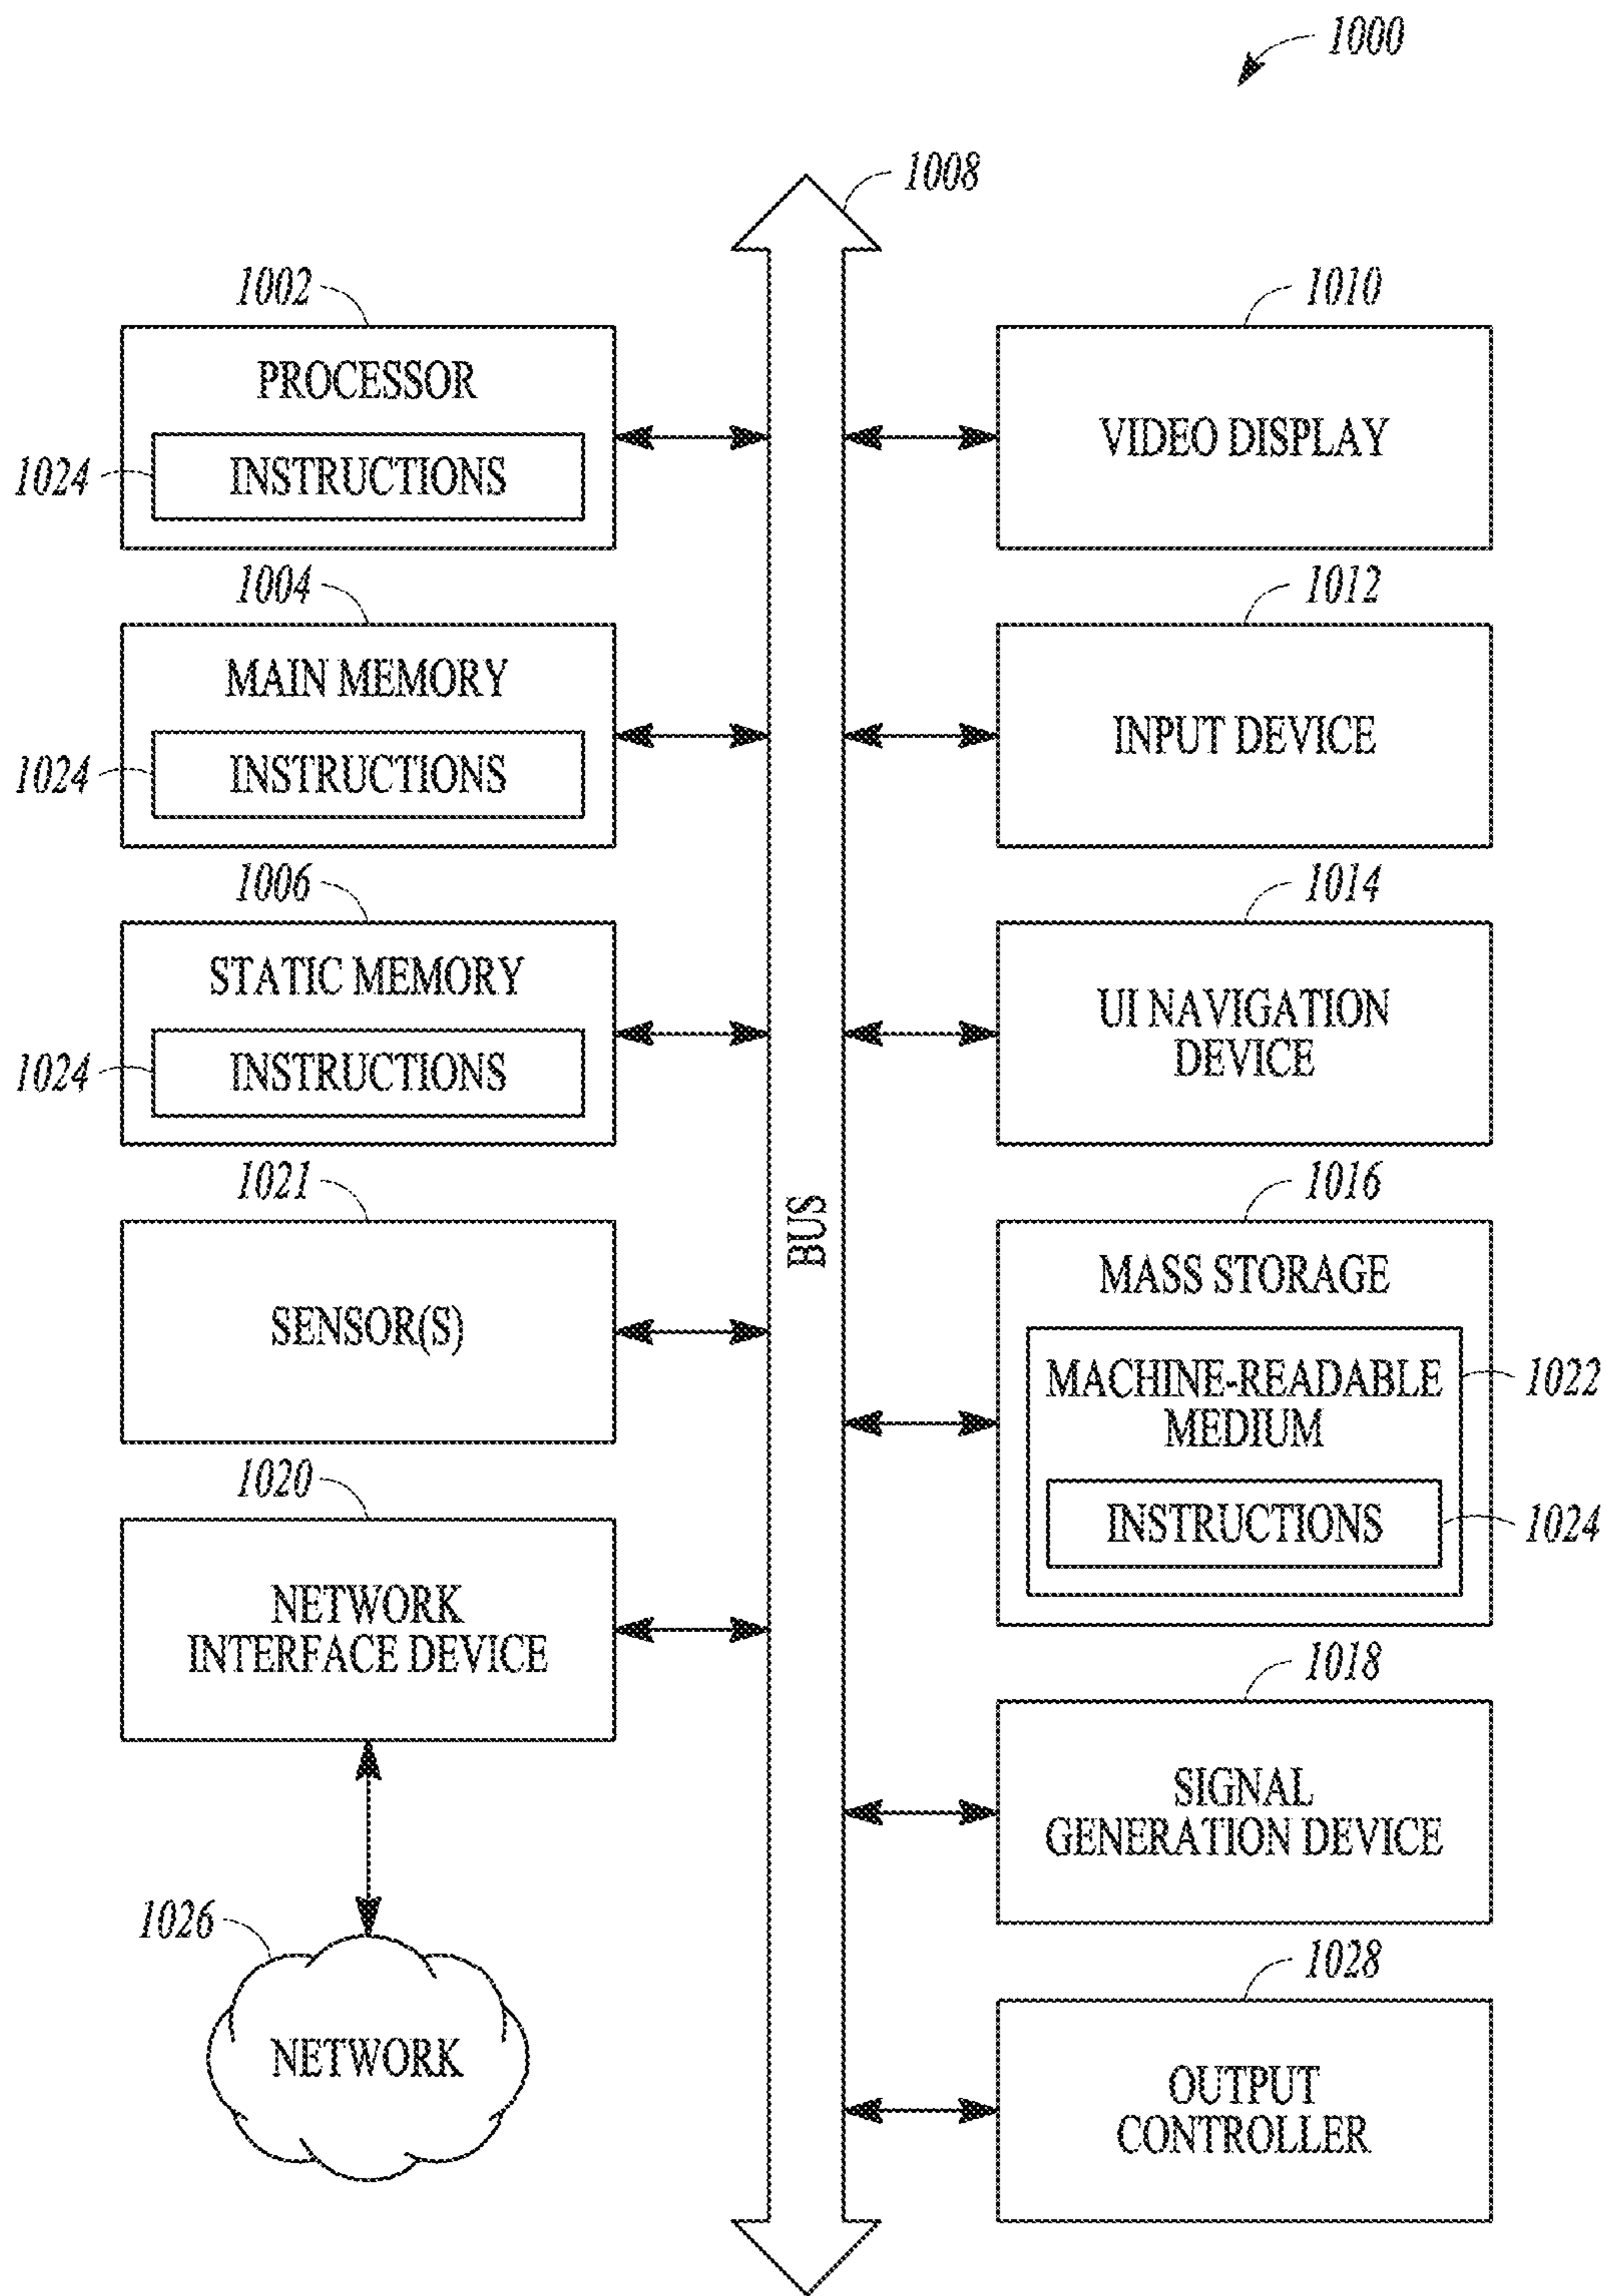 1000
1008
1002
PROCESSOR
1024
INSTRUCTIONS
1004
MAIN MEMORY
1024
INSTRUCTIONS
1006
STATIC MEMORY
1024
INSTRUCTIONS
1021
SENSOR(S)
1020
NETWORK
INTERFACE DEVICE
1026
NETWORK
BUS
1010
VIDEO DISPLAY
1012
INPUT DEVICE
1014
UI NAVIGATION
DEVICE
1016
MASS STORAGE
MACHINE-READABLE
MEDIUM
1022
INSTRUCTIONS
1024
1018
SIGNAL
GENERATION DEVICE
1028
OUTPUT
CONTROLLER